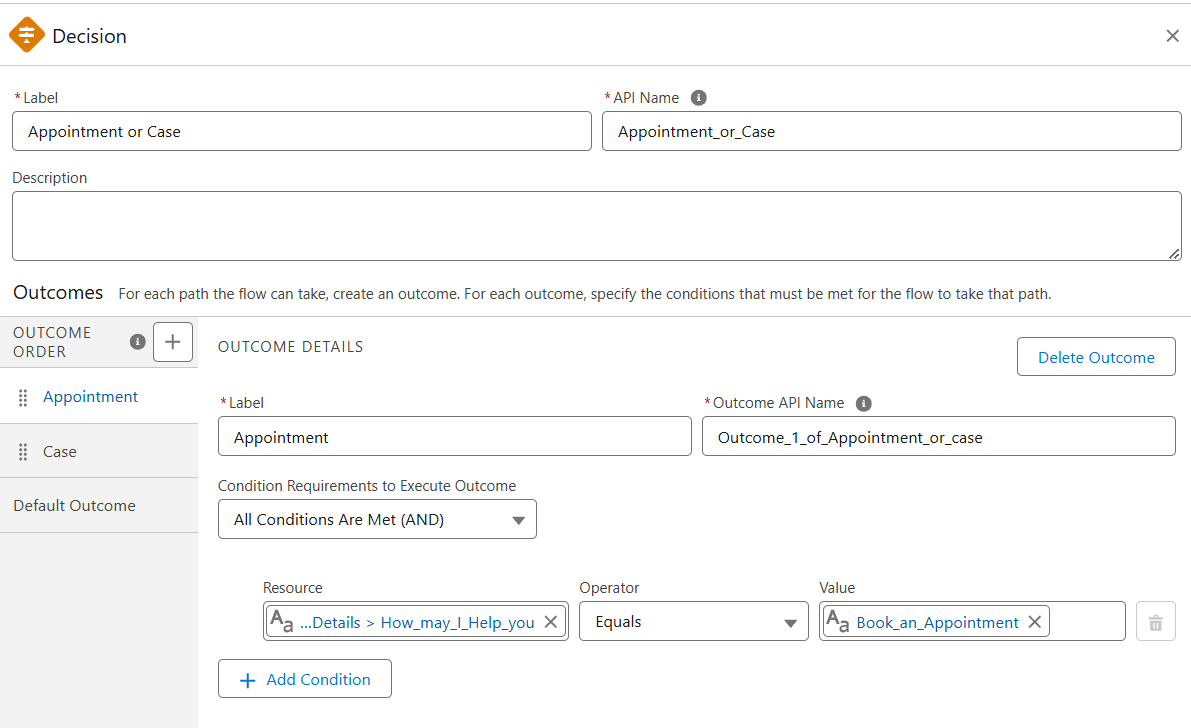 Decision
* Label
* API Name
Appointment or Case
Appointment_or_Case
Description
Outcomes For each path the flow can take, create an outcome. For each outcome, specify the conditions that must be met for the flow to take that path.
OUTCOME ORDER
OUTCOME DETAILS
Delete Outcome
Appointment
Case
Default Outcome
* Label
* Outcome API Name
Appointment
Outcome_1_of_Appointment_or_case
Condition Requirements to Execute Outcome
All Conditions Are Met (AND)
Resource Operator Value
Aa ...Details > How_may_I_Help_you
Equals
Aa Book_an_Appointment
+ Add Condition